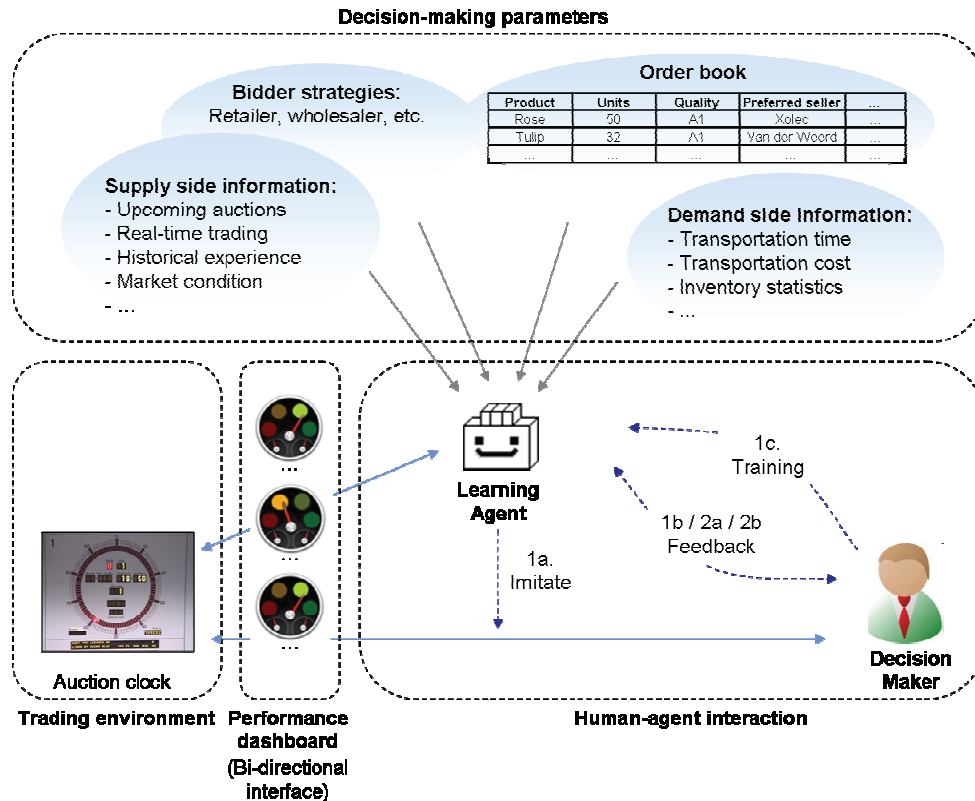 Decision-making parameters
Bidder strategies:
Retailer, wholesaler, etc.
Order book
Product Units Quality Preferred seller ...
Rose 50 A1 Xolec ...
Tulip 32 A1 Van der Woord ...
... ... ... ... ...
Supply side information:
- Upcoming auctions
- Real-time trading
- Historical experience
- Market condition
- ...
Demand side information:
- Transportation time
- Transportation cost
- Inventory statistics
- ...
Learning
Agent
1c.
Training
1b / 2a / 2b
Feedback
1a.
Imitate
...
...
...
Auction clock
Decision
Maker
Trading environment
Performance
dashboard
(Bi-directional
interface)
Human-agent interaction